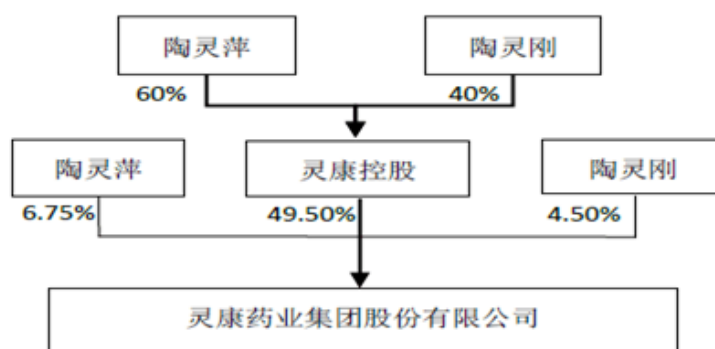 陶灵萍
陶灵刚
60%
40%
陶灵萍
灵康控股
陶灵刚
6.75%
49.50%
4.50%
灵康药业集团股份有限公司